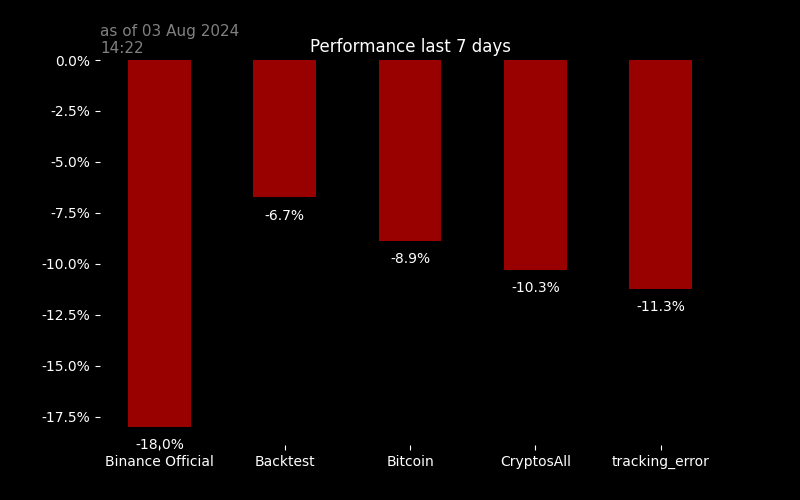 as of 03 Aug 2024
14:22
Performance last 7 days
0.0%
-2.5%
-5.0%
-7.5%
-10.0%
-12.5%
-15.0%
-17.5%
-18.0%
-6.7%
-8.9%
-10.3%
-11.3%
Binance Official
Backtest
Bitcoin
CryptosAll
tracking_error